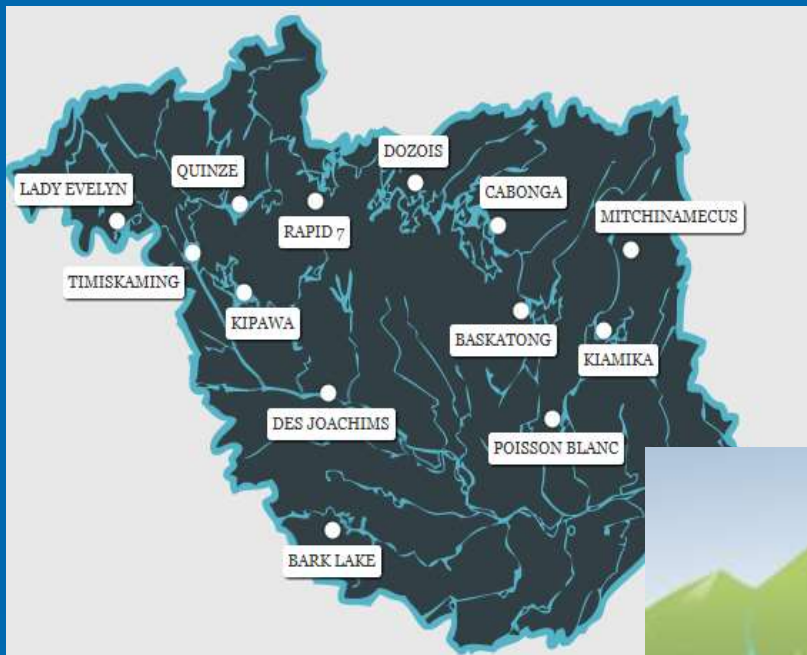 DOZOIS
QUINZE
LADY EVELYN
CABONGA
MITCHINAMECUS
RAPID 7
TIMISKAMING
KIPAWA
BASKATONG
KIAMIKA
DES JOACHIMS
POISSON BLANC
BARK LAKE